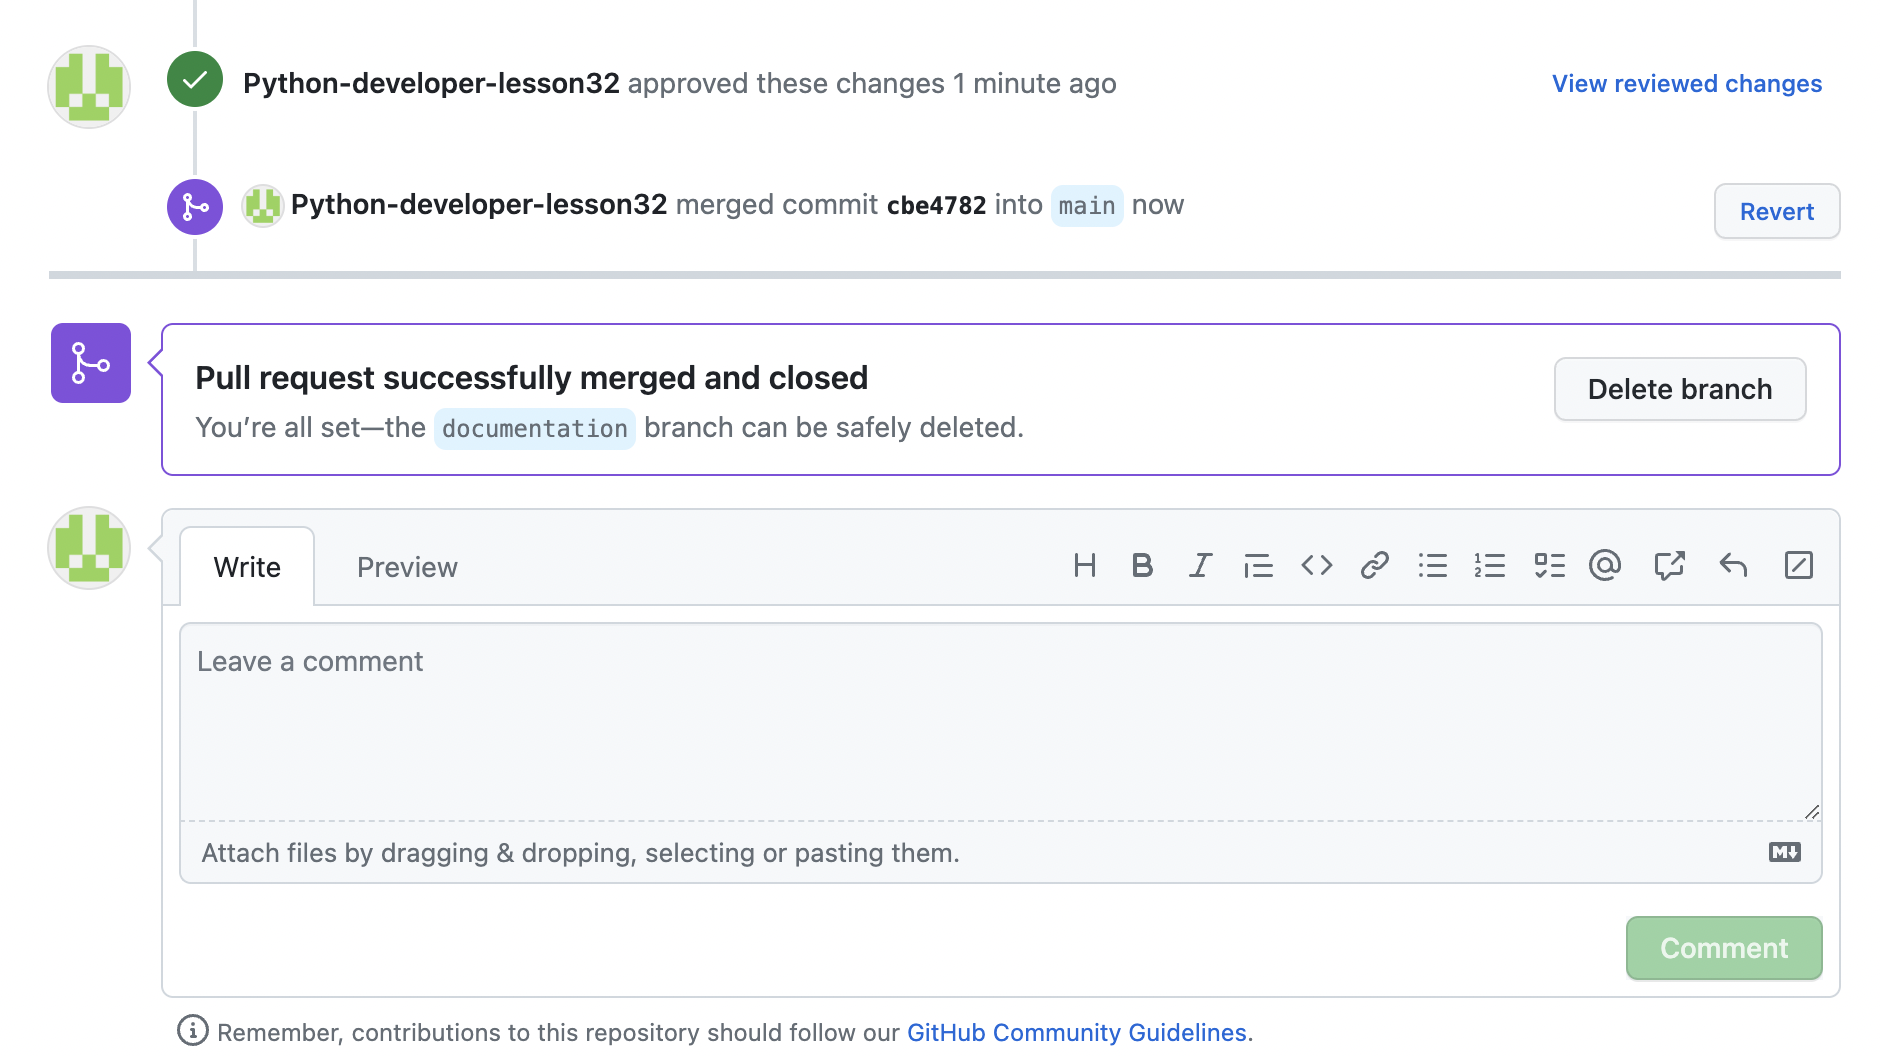 Python-developer-lesson32 approved these changes 1 minute ago
View reviewed changes
Python-developer-lesson32 merged commit cbe4782 into main now
Revert
Pull request successfully merged and closed
You’re all set—the documentation branch can be safely deleted.
Delete branch
Write
Preview
Leave a comment
Attach files by dragging & dropping, selecting or pasting them.
Comment
Remember, contributions to this repository should follow our GitHub Community Guidelines.